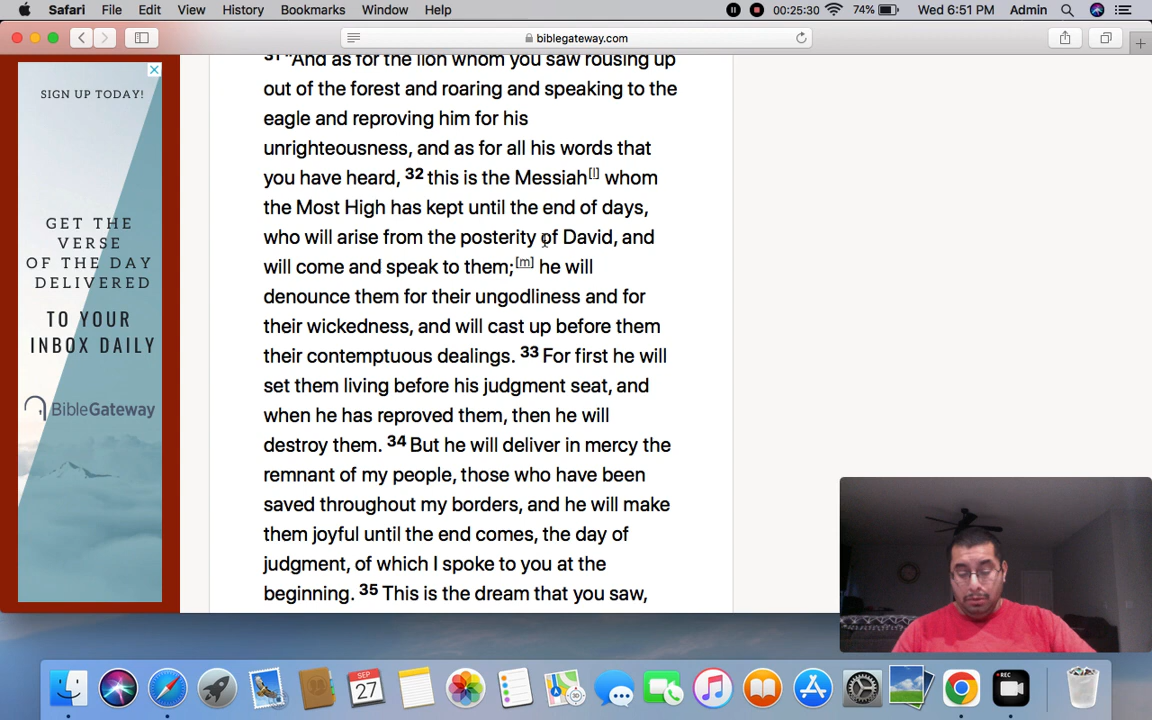 Safari File Edit View History Bookmarks Window Help 00:25:30 74% Wed 6:51 PM Admin
biblegateway.com
SIGN UP TODAY!
GET THE
VERSE
OF THE DAY
DELIVERED
TO YOUR
INBOX DAILY
BibleGateway
31 "And as for the lion whom you saw rousing up
out of the forest and roaring and speaking to the
eagle and reproving him for his
unrighteousness, and as for all his words that
you have heard, 32 this is the Messiah[l] whom
the Most High has kept until the end of days,
who will arise from the posterity of David, and
will come and speak to them;[m] he will
denounce them for their ungodliness and for
their wickedness, and will cast up before them
their contemptuous dealings. 33 For first he will
set them living before his judgment seat, and
when he has reproved them, then he will
destroy them. 34 But he will deliver in mercy the
remnant of my people, those who have been
saved throughout my borders, and he will make
them joyful until the end comes, the day of
judgment, of which I spoke to you at the
beginning. 35 This is the dream that you saw,
SEP
27
REC